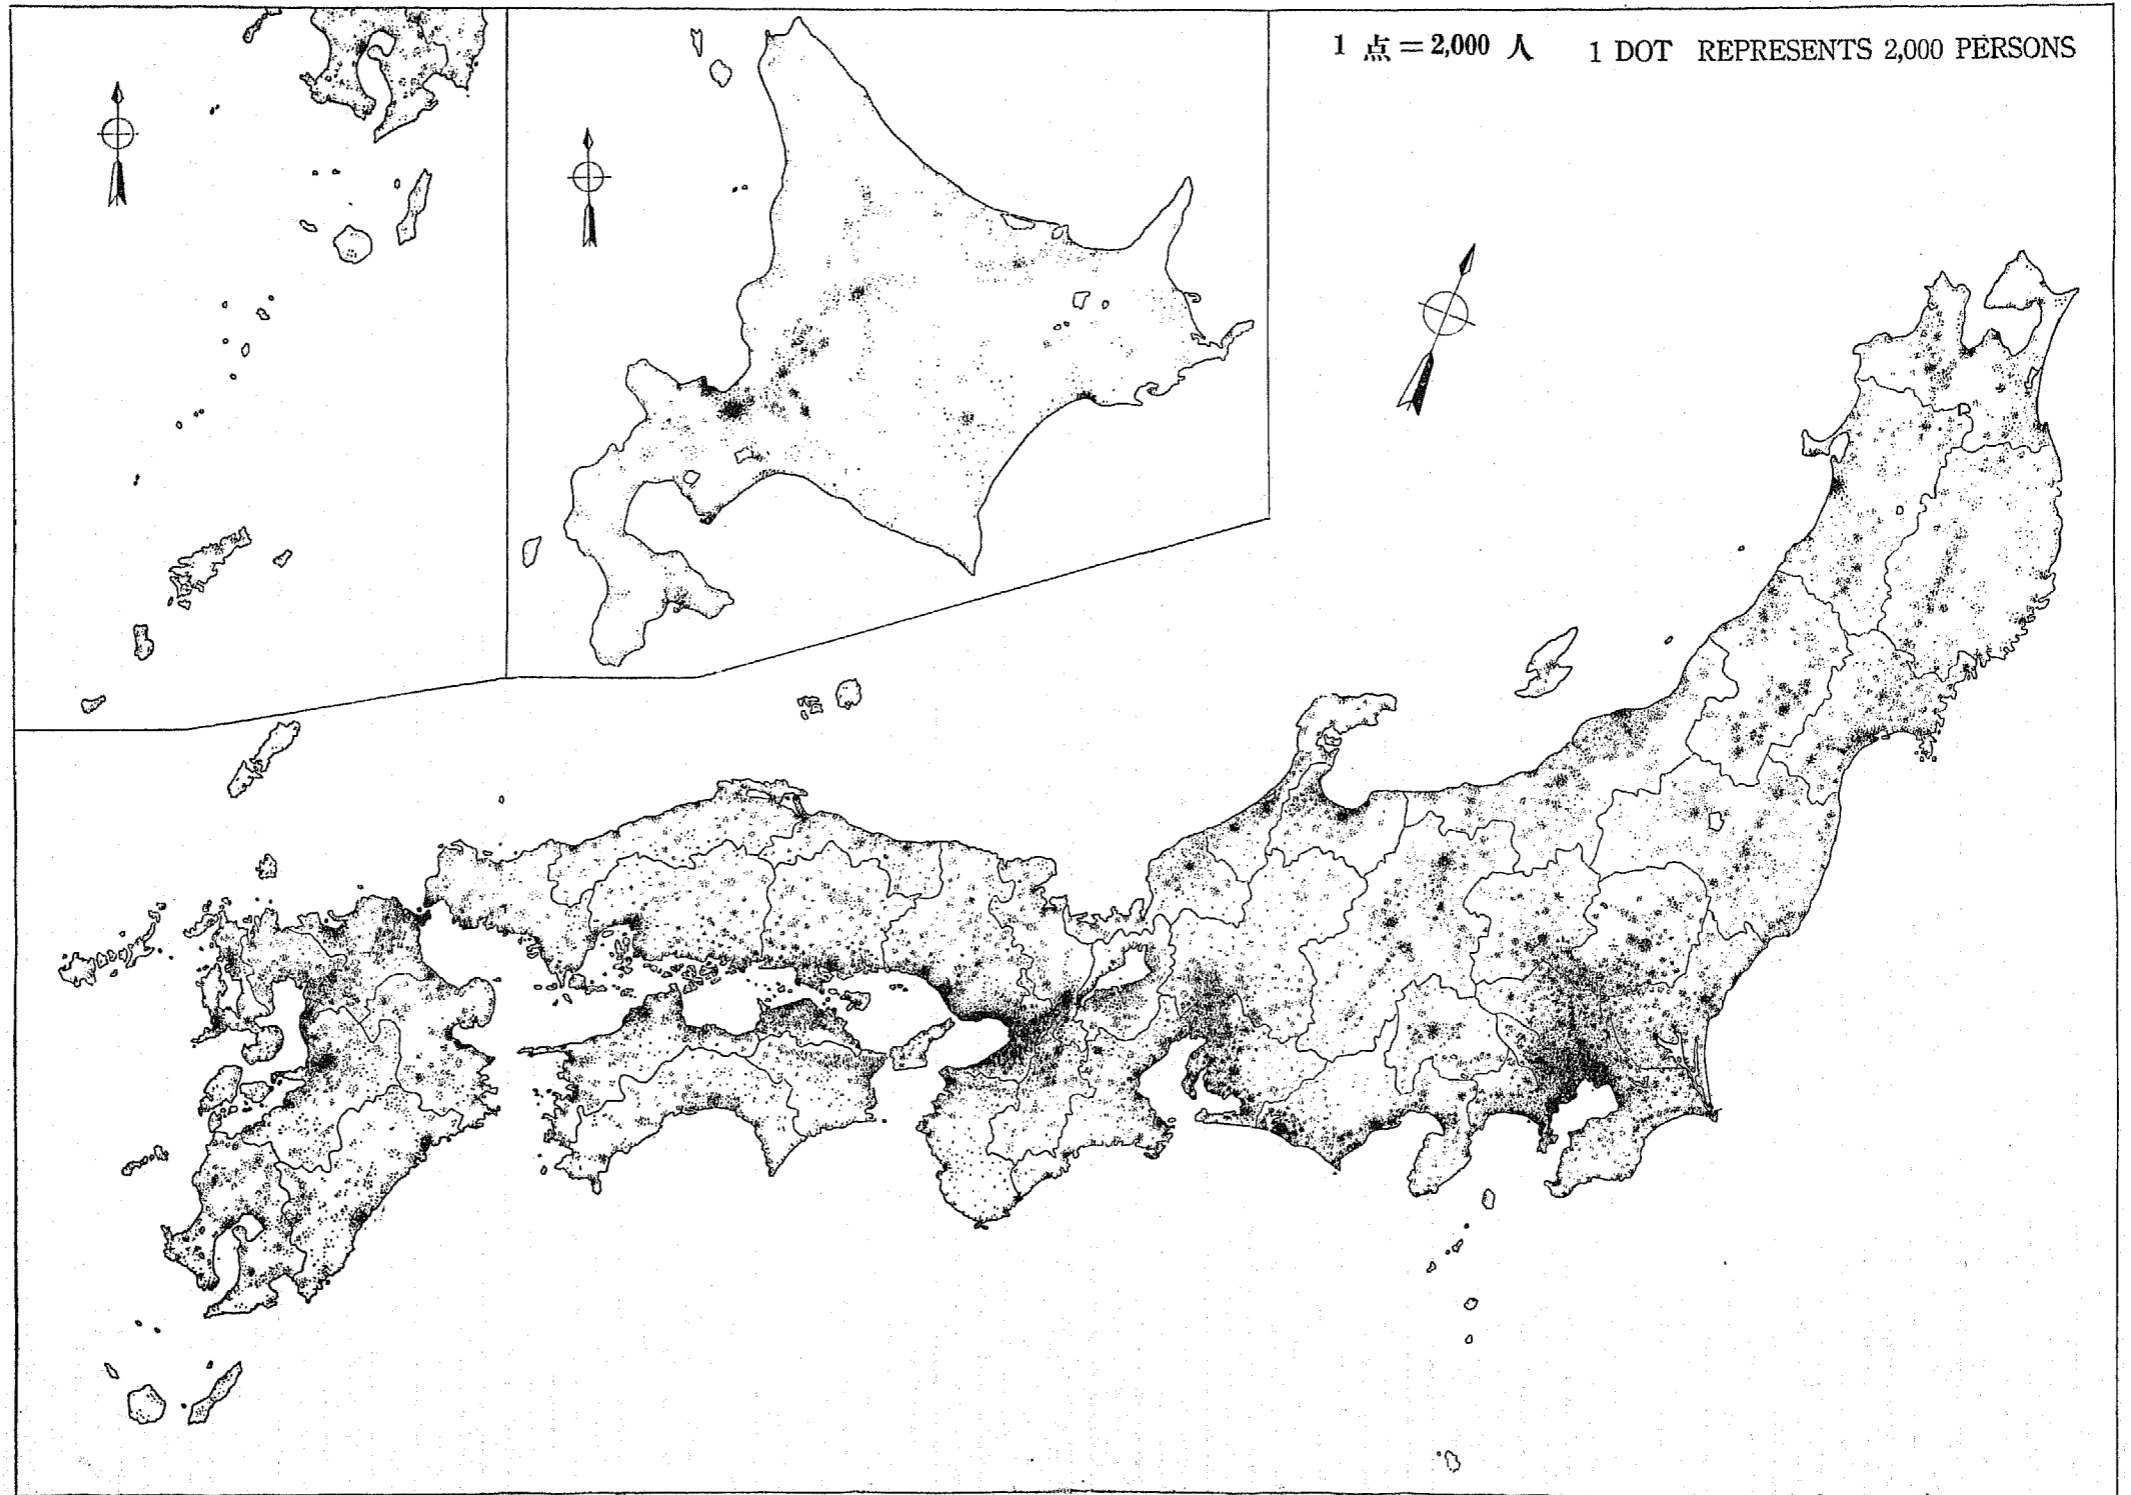 1 点 = 2,000 人 1 DOT REPRESENTS 2,000 PERSONS